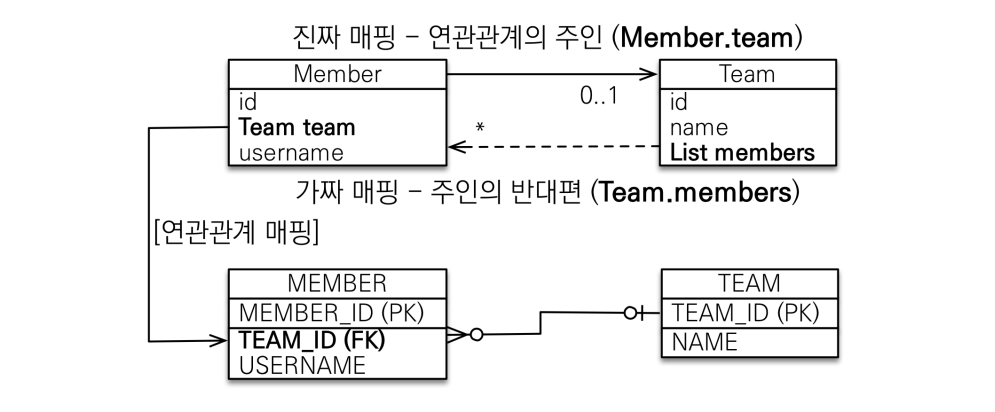 진짜 매핑 - 연관관계의 주인 (Member.team)
Member
id
Team team
username
0..1
*
Team
id
name
List members
가짜 매핑 - 주인의 반대편 (Team.members)
[연관관계 매핑]
MEMBER
MEMBER_ID (PK)
TEAM_ID (FK)
USERNAME
TEAM
TEAM_ID (PK)
NAME